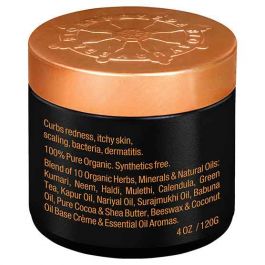 Curbs redness, itchy skin,
scaling, bacteria, dermatitis.
100% Pure Organic. Synthetics free.
Blend of 10 Organic Herbs, Minerals & Natural Oils:
Kumari, Neem, Haldi, Mulethi, Calendula, Green
Tea, Kapur Oil, Nariyal Oil, Surajmukhi Oil, Babuna
Oil, Pure Cocoa & Shea Butter, Beeswax & Coconut
Oil Base Crème & Essential Oil Aromas.
4 OZ/120G